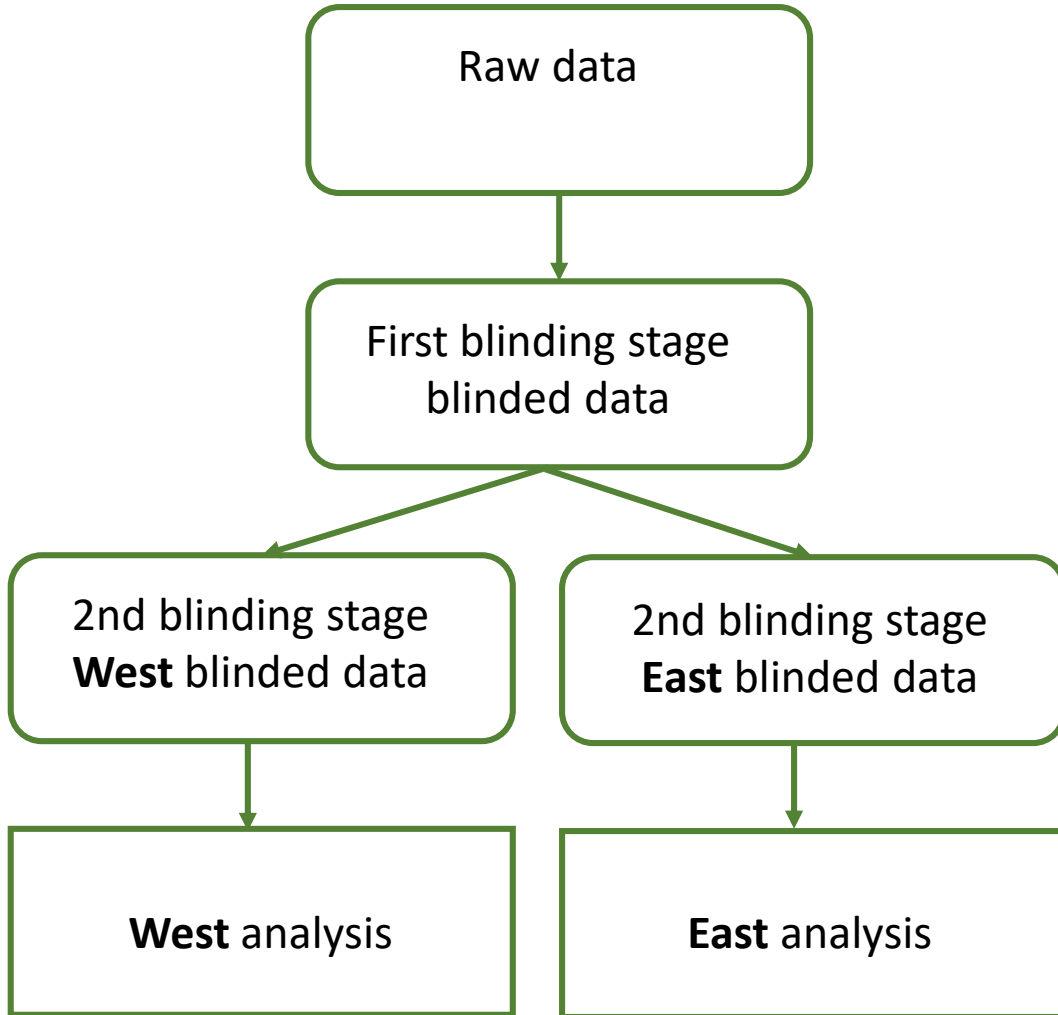 Raw data
First blinding stage
blinded data
2nd blinding stage
West blinded data
2nd blinding stage
East blinded data
West analysis
East analysis